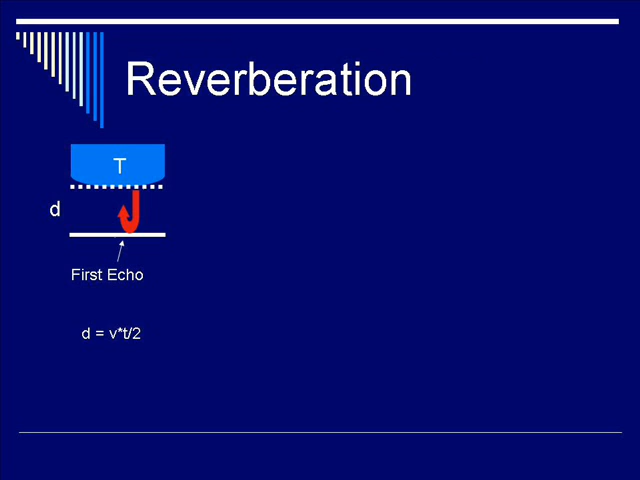 Reverberation
T
d
First Echo
d = v*t/2